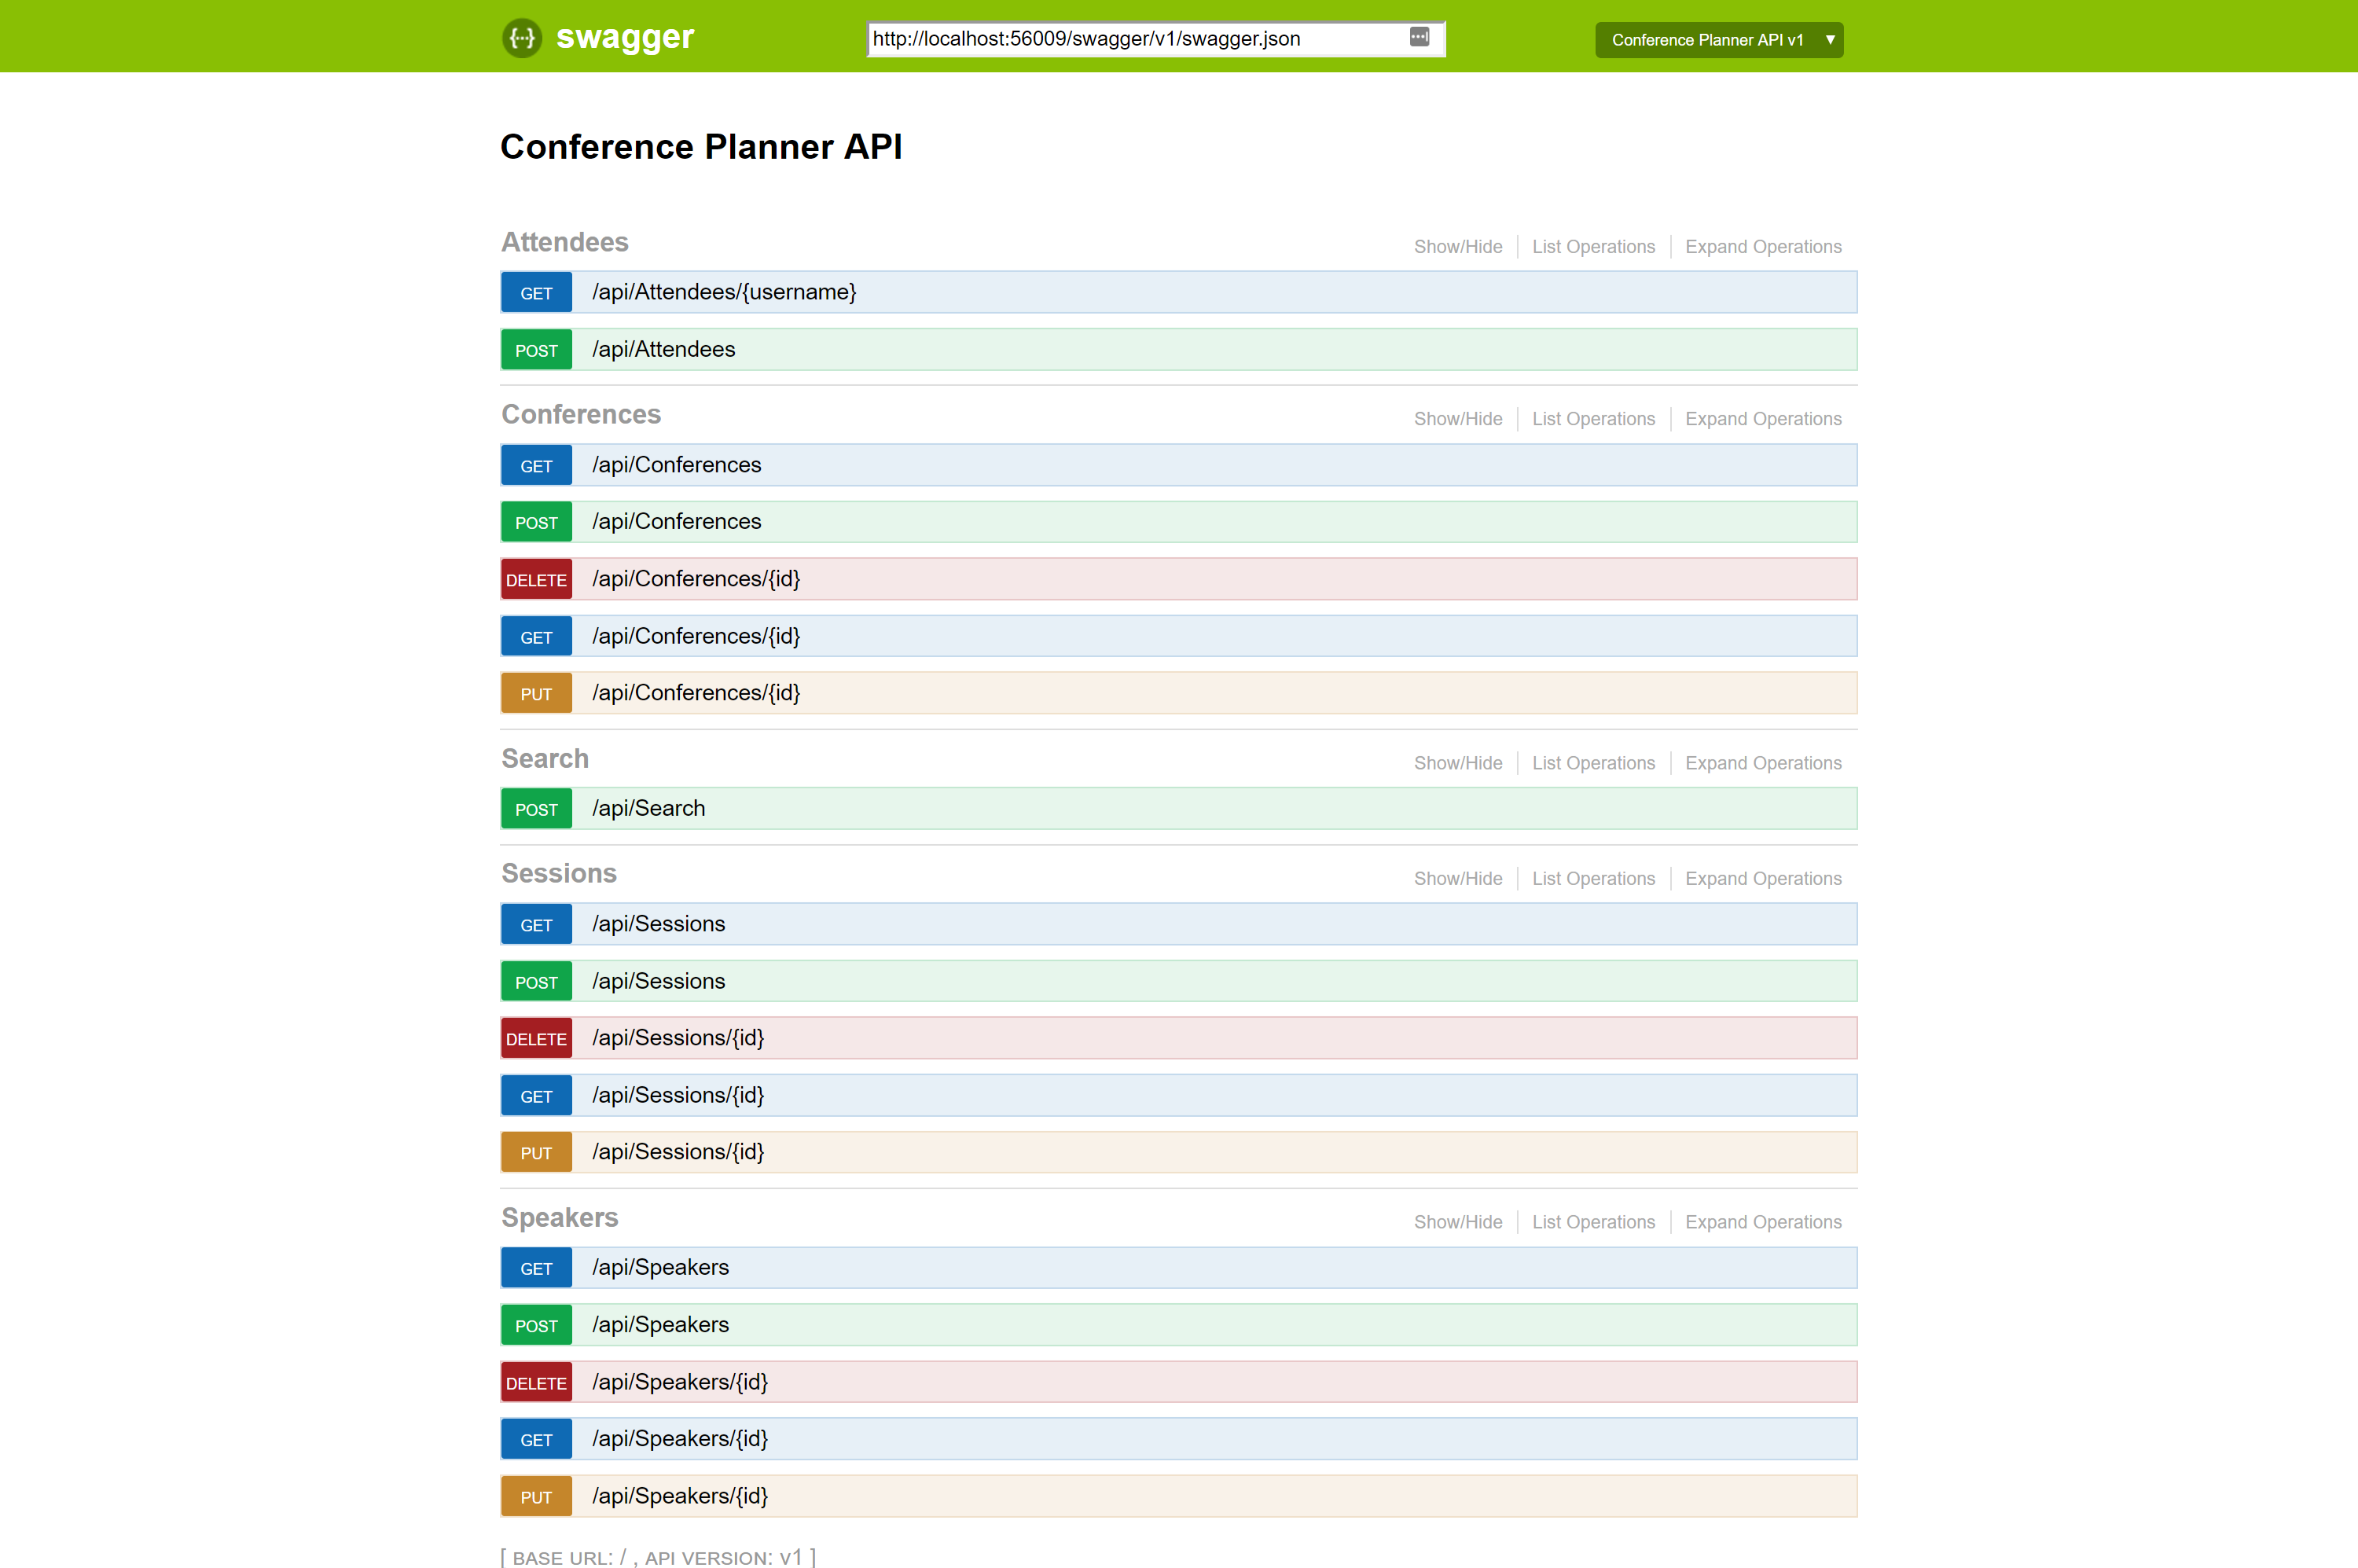 {···} swagger http://localhost:56009/swagger/v1/swagger.json Conference Planner API v1
Conference Planner API
Attendees Show/Hide List Operations Expand Operations
GET /api/Attendees/{username}
POST /api/Attendees
Conferences Show/Hide List Operations Expand Operations
GET /api/Conferences
POST /api/Conferences
DELETE /api/Conferences/{id}
GET /api/Conferences/{id}
PUT /api/Conferences/{id}
Search Show/Hide List Operations Expand Operations
POST /api/Search
Sessions Show/Hide List Operations Expand Operations
GET /api/Sessions
POST /api/Sessions
DELETE /api/Sessions/{id}
GET /api/Sessions/{id}
PUT /api/Sessions/{id}
Speakers Show/Hide List Operations Expand Operations
GET /api/Speakers
POST /api/Speakers
DELETE /api/Speakers/{id}
GET /api/Speakers/{id}
PUT /api/Speakers/{id}
[ BASE URL: / , API VERSION: v1 ]